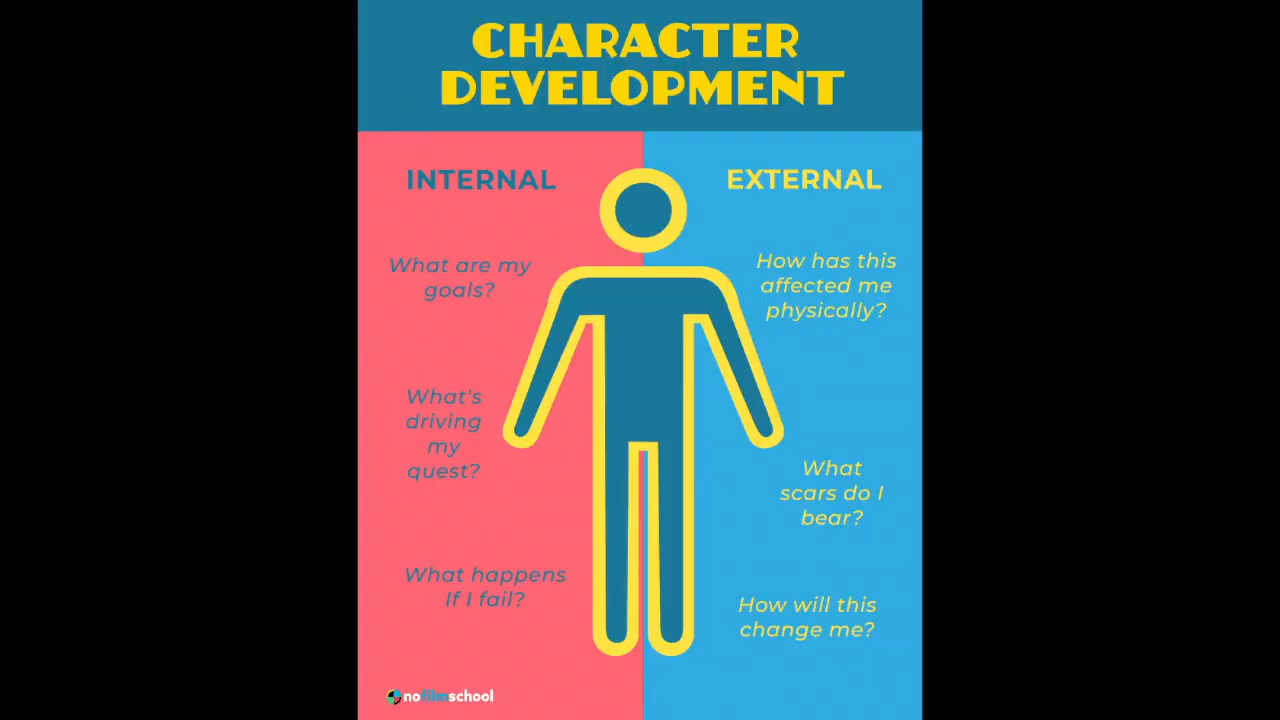 CHARACTER
DEVELOPMENT
INTERNAL
What are my
goals?
What's
driving
my
quest?
What happens
If I fail?
EXTERNAL
How has this
affected me
physically?
What
scars do I
bear?
How will this
change me?
nofilmschool